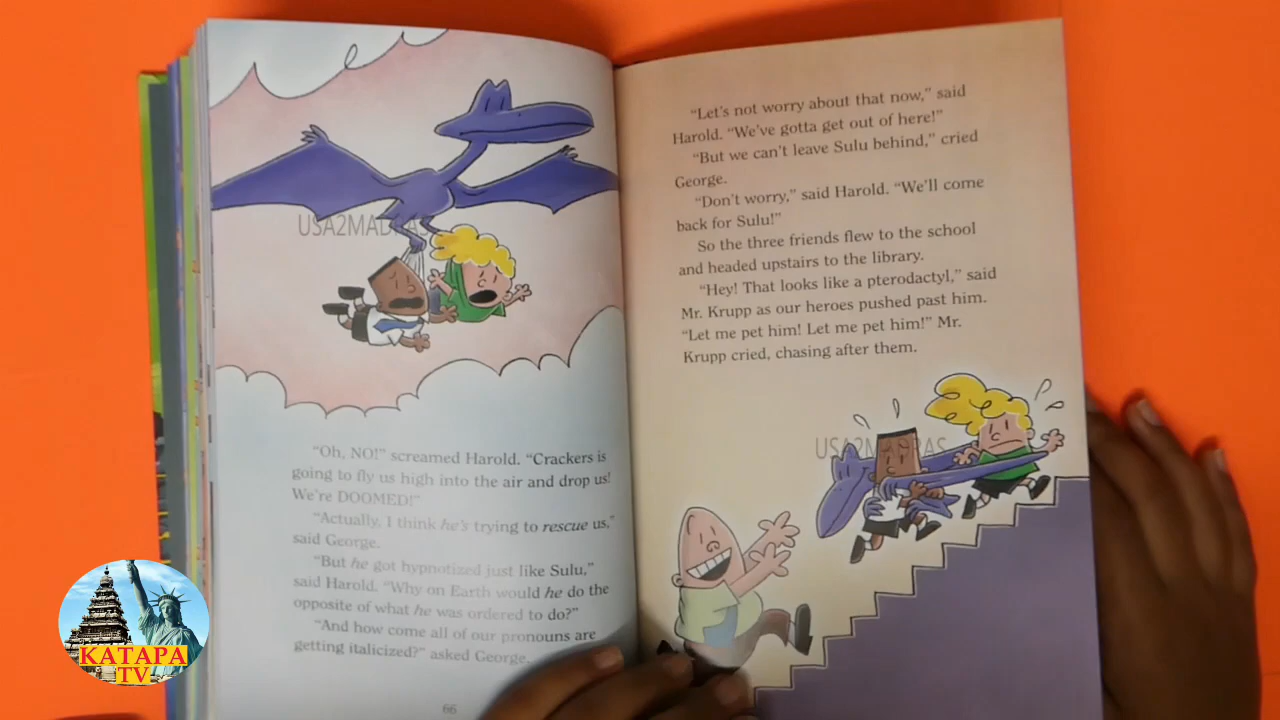 USA2MADRAS
"Oh, NO!" screamed Harold. "Crackers is
going to fly us high into the air and drop us!
We're DOOMED!"
"Actually, I think he's trying to rescue us,"
said George.
"But he got hypnotized just like Sulu,"
said Harold. "Why on Earth would he do the
opposite of what he was ordered to do?"
"And how come all of our pronouns are
getting italicized?" asked George.
66
"Let's not worry about that now," said
Harold. "We've gotta get out of here!"
"But we can't leave Sulu behind," cried
George.
"Don't worry," said Harold. "We'll come
back for Sulu!"
So the three friends flew to the school
and headed upstairs to the library.
"Hey! That looks like a pterodactyl," said
Mr. Krupp as our heroes pushed past him.
"Let me pet him! Let me pet him!" Mr.
Krupp cried, chasing after them.
USA2MADRAS
KATAPA
TV